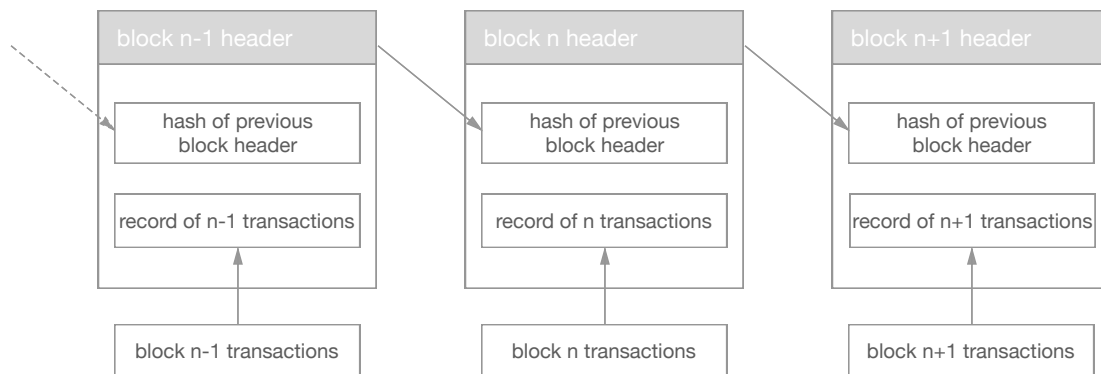 block n-1 header
block n header
block n+1 header
hash of previous
block header
hash of previous
block header
hash of previous
block header
record of n-1 transactions
record of n transactions
record of n+1 transactions
block n-1 transactions
block n transactions
block n+1 transactions